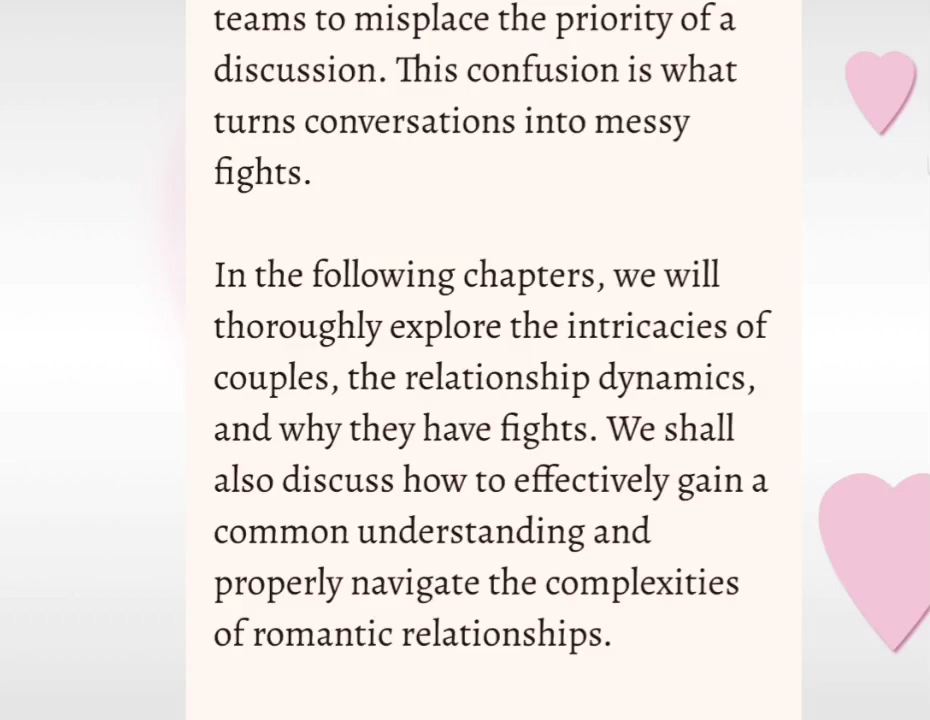 teams to misplace the priority of a
discussion. This confusion is what
turns conversations into messy
fights.
In the following chapters, we will
thoroughly explore the intricacies of
couples, the relationship dynamics,
and why they have fights. We shall
also discuss how to effectively gain a
common understanding and
properly navigate the complexities
of romantic relationships.